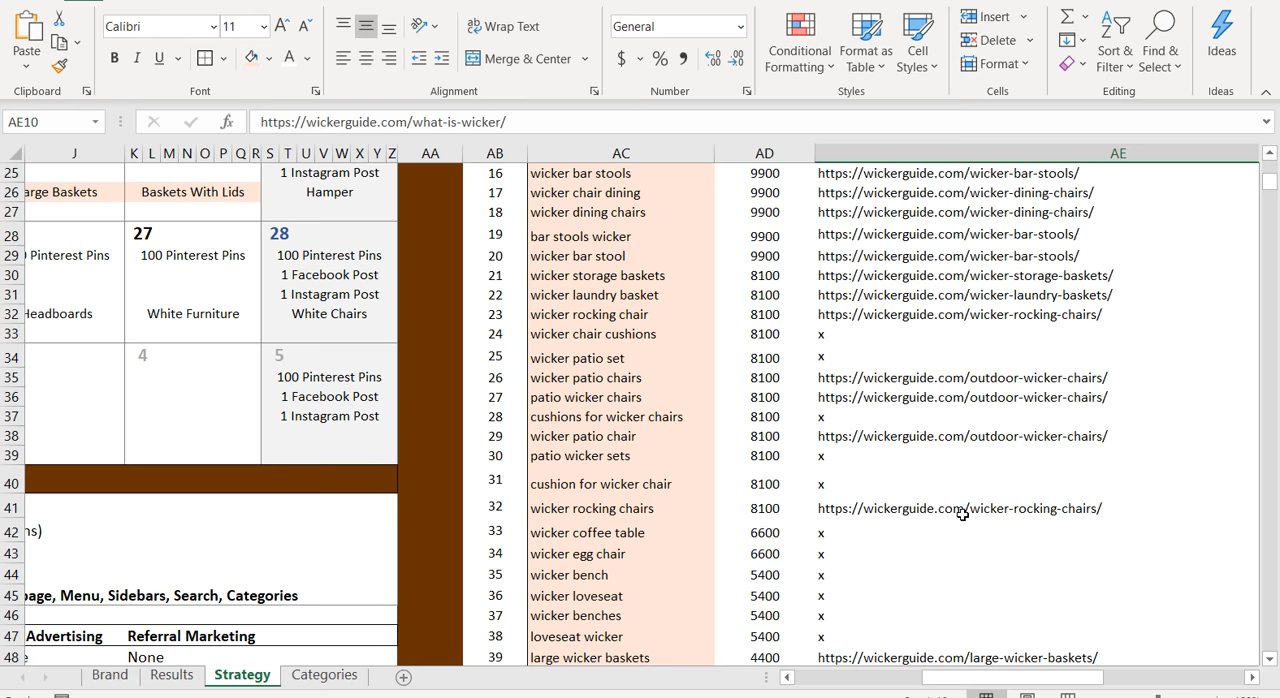 Calibri 11 A A ab Wrap Text General Insert Σ A Z
Paste B I U A Merge & Center $ % Conditional Formatting Format as Table Cell Styles Delete Format Sort & Filter Find & Select Ideas
Clipboard Font Alignment Number Styles Cells Editing Ideas
AE10 fx https://wickerguide.com/what-is-wicker/
J K L M N O P Q R S T U V W X Y Z AA AB AC AD AE
25 1 Instagram Post 16 wicker bar stools 9900 https://wickerguide.com/wicker-bar-stools/
26 arge Baskets Baskets With Lids Hamper 17 wicker chair dining 9900 https://wickerguide.com/wicker-dining-chairs/
27 18 wicker dining chairs 9900 https://wickerguide.com/wicker-dining-chairs/
28 27 28 19 bar stools wicker 9900 https://wickerguide.com/wicker-bar-stools/
29 Pinterest Pins 100 Pinterest Pins 100 Pinterest Pins 20 wicker bar stool 9900 https://wickerguide.com/wicker-bar-stools/
30 1 Facebook Post 21 wicker storage baskets 8100 https://wickerguide.com/wicker-storage-baskets/
31 1 Instagram Post 22 wicker laundry basket 8100 https://wickerguide.com/wicker-laundry-baskets/
32 Headboards White Furniture White Chairs 23 wicker rocking chair 8100 https://wickerguide.com/wicker-rocking-chairs/
33 24 wicker chair cushions 8100 x
34 4 5 25 wicker patio set 8100 x
35 100 Pinterest Pins 26 wicker patio chairs 8100 https://wickerguide.com/outdoor-wicker-chairs/
36 1 Facebook Post 27 patio wicker chairs 8100 https://wickerguide.com/outdoor-wicker-chairs/
37 1 Instagram Post 28 cushions for wicker chairs 8100 x
38 29 wicker patio chair 8100 https://wickerguide.com/outdoor-wicker-chairs/
39 30 patio wicker sets 8100 x
40 31 cushion for wicker chair 8100 x
41 32 wicker rocking chairs 8100 https://wickerguide.com/wicker-rocking-chairs/
42 ns) 33 wicker coffee table 6600 x
43 34 wicker egg chair 6600 x
44 35 wicker bench 5400 x
45 page, Menu, Sidebars, Search, Categories 36 wicker loveseat 5400 x
46 37 wicker benches 5400 x
47 Advertising Referral Marketing 38 loveseat wicker 5400 x
48 e None 39 large wicker baskets 4400 https://wickerguide.com/large-wicker-baskets/
Brand Results Strategy Categories